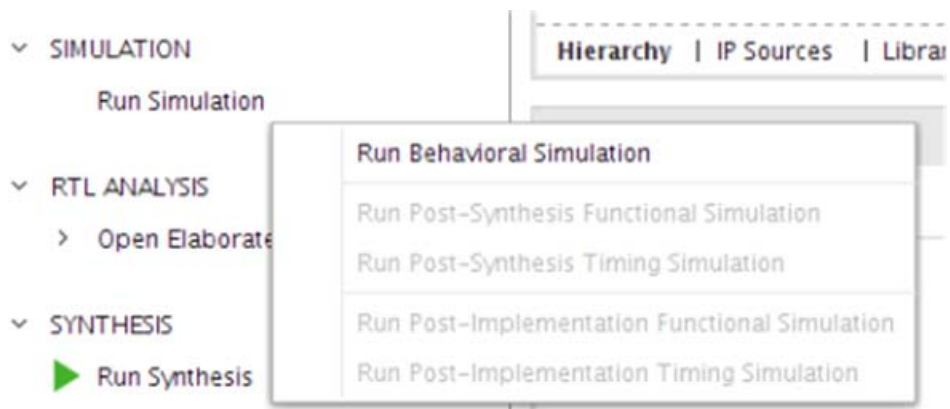 SIMULATION
Run Simulation
RTL ANALYSIS
Open Elaborate
SYNTHESIS
Run Synthesis
Hierarchy | IP Sources | Librar
Run Behavioral Simulation
Run Post-Synthesis Functional Simulation
Run Post-Synthesis Timing Simulation
Run Post-Implementation Functional Simulation
Run Post-Implementation Timing Simulation